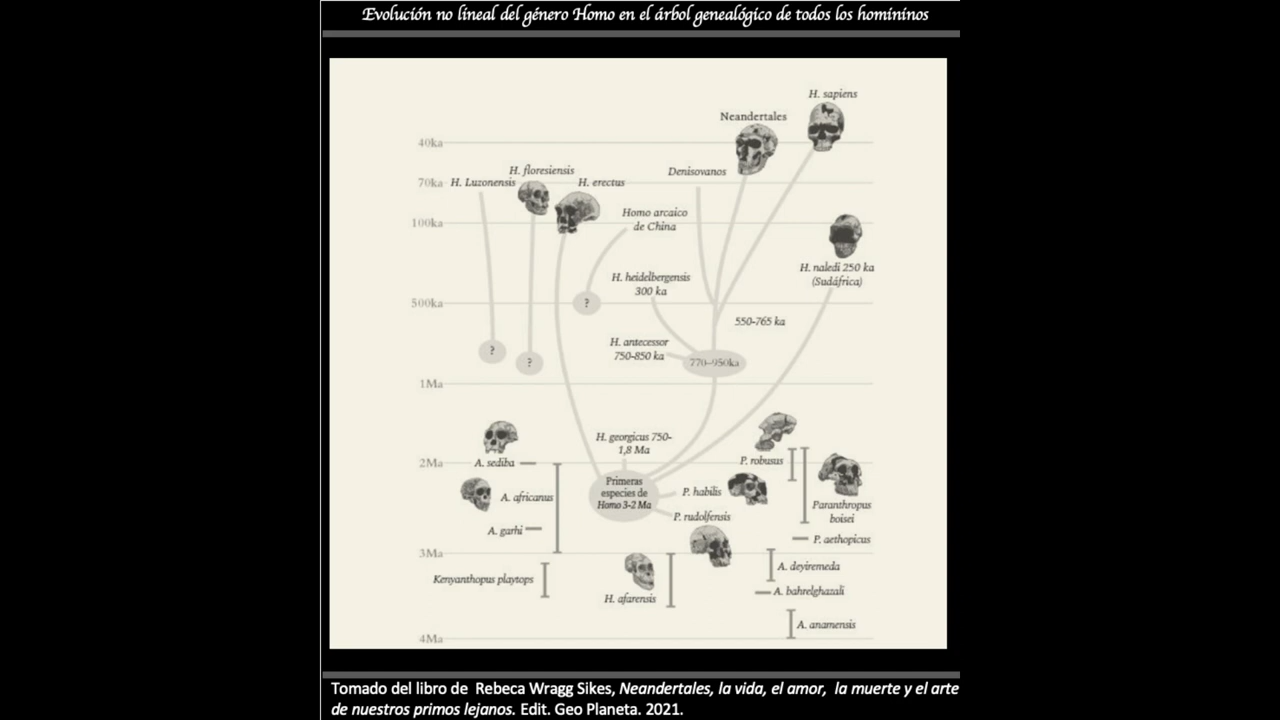 Evolución no lineal del género Homo en el árbol genealógico de todos los homininos
H. sapiens
Neandertales
40ka
H. floresiensis
Denisovanos
70ka
H. Luzonensis
H. erectus
Homo arcaico
de China
100ka
H. naledi 250 ka
(Sudáfrica)
H. heidelbergensis
300 ka
500ka
?
550-765 ka
H. antecessor
750-850 ka
?
?
770-950ka
1Ma
H. georgicus 750-
1,8 Ma
2Ma
A. sediba
P. robusus
Primeras
especies de
Homo 3-2 Ma
A. africanus
P. habilis
Paranthropus
boisei
P. rudolfensis
A. garhi
P. aethopicus
3Ma
A. deyiremeda
Kenyanthopus playtops
A. bahrelghazali
H. afarensis
A. anamensis
4Ma
Tomado del libro de Rebeca Wragg Sikes, Neandertales, la vida, el amor, la muerte y el arte
de nuestros primos lejanos. Edit. Geo Planeta. 2021.